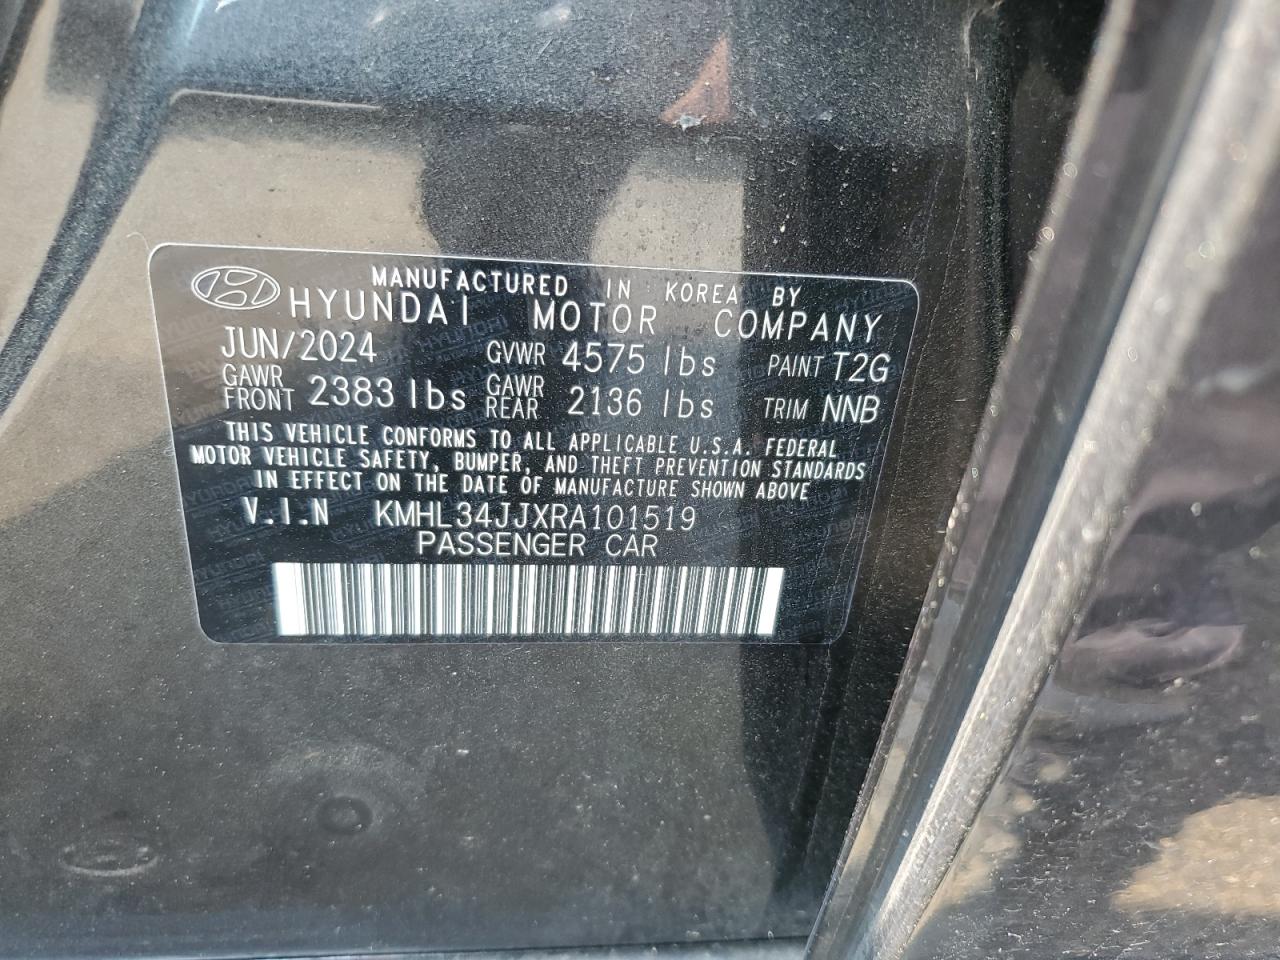 MANUFACTURED IN KOREA BY
HYUNDAI MOTOR COMPANY
JUN/2024 GVWR 4575 lbs PAINT T2G
GAWR FRONT 2383 lbs GAWR REAR 2136 lbs TRIM NNB
THIS VEHICLE CONFORMS TO ALL APPLICABLE U.S.A. FEDERAL
MOTOR VEHICLE SAFETY, BUMPER, AND THEFT PREVENTION STANDARDS
IN EFFECT ON THE DATE OF MANUFACTURE SHOWN ABOVE
V.I.N KMHL34JJXRA101519
PASSENGER CAR